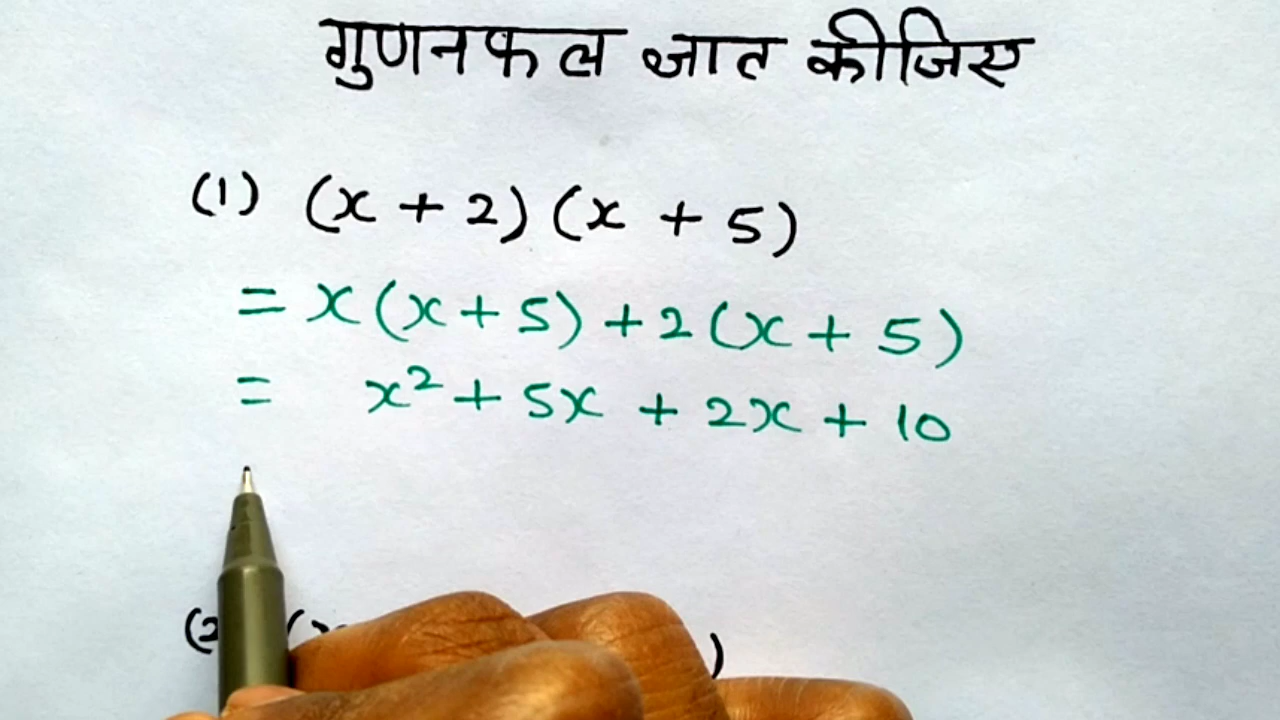 गुणनफल ज्ञात कीजिए
(1) (x + 2) (x + 5)
= x (x + 5) + 2 (x + 5)
= x² + 5x + 2x + 10